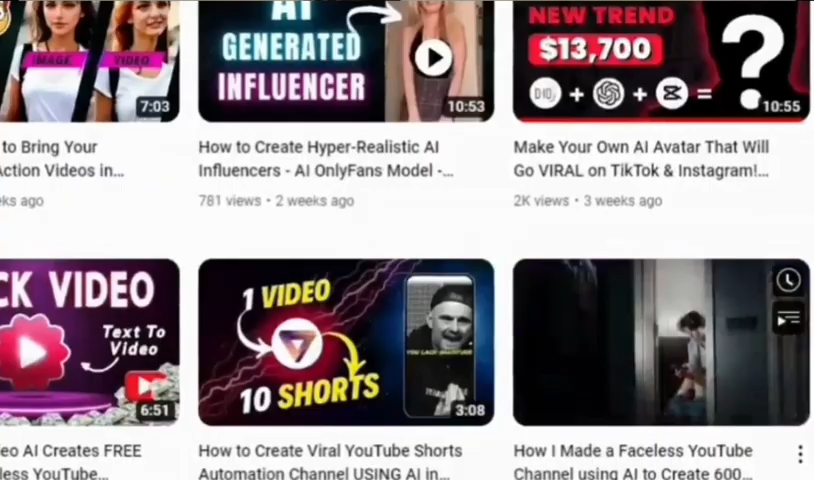 IMAGE
VIDEO
7:03
AI
GENERATED
INFLUENCER
10:53
NEW TREND
$13,700
D-ID
+
+
=
?
10:55
to Bring Your
Action Videos in...
ks ago
How to Create Hyper-Realistic AI
Influencers - AI OnlyFans Model -...
781 views • 2 weeks ago
Make Your Own AI Avatar That Will
Go VIRAL on TikTok & Instagram!...
2K views • 3 weeks ago
CK VIDEO
Text To
Video
6:51
1 VIDEO
10 SHORTS
3:08
eo AI Creates FREE
less YouTube...
How to Create Viral YouTube Shorts
Automation Channel USING AI in...
How I Made a Faceless YouTube
Channel using AI to Create 600...